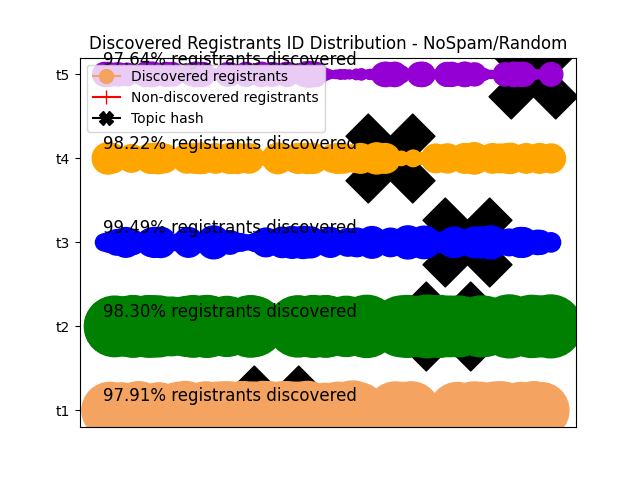 Discovered Registrants ID Distribution - NoSpam/Random
97.64% registrants discovered
t5
Discovered registrants
Non-discovered registrants
Topic hash
98.22% registrants discovered
t4
99.49% registrants discovered
t3
98.30% registrants discovered
t2
97.91% registrants discovered
t1